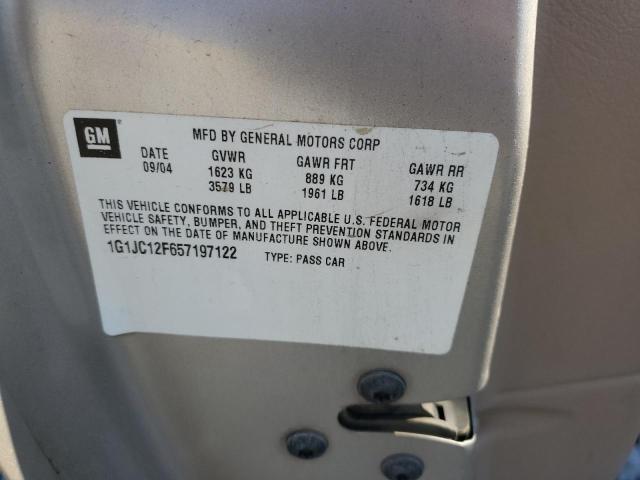 GM MFD BY GENERAL MOTORS CORP
DATE GVWR GAWR FRT GAWR RR
09/04 1623 KG 889 KG 734 KG
3579 LB 1961 LB 1618 LB
THIS VEHICLE CONFORMS TO ALL APPLICABLE U.S. FEDERAL MOTOR
VEHICLE SAFETY, BUMPER, AND THEFT PREVENTION STANDARDS IN
EFFECT ON THE DATE OF MANUFACTURE SHOWN ABOVE.
1G1JC12F657197122 TYPE: PASS CAR